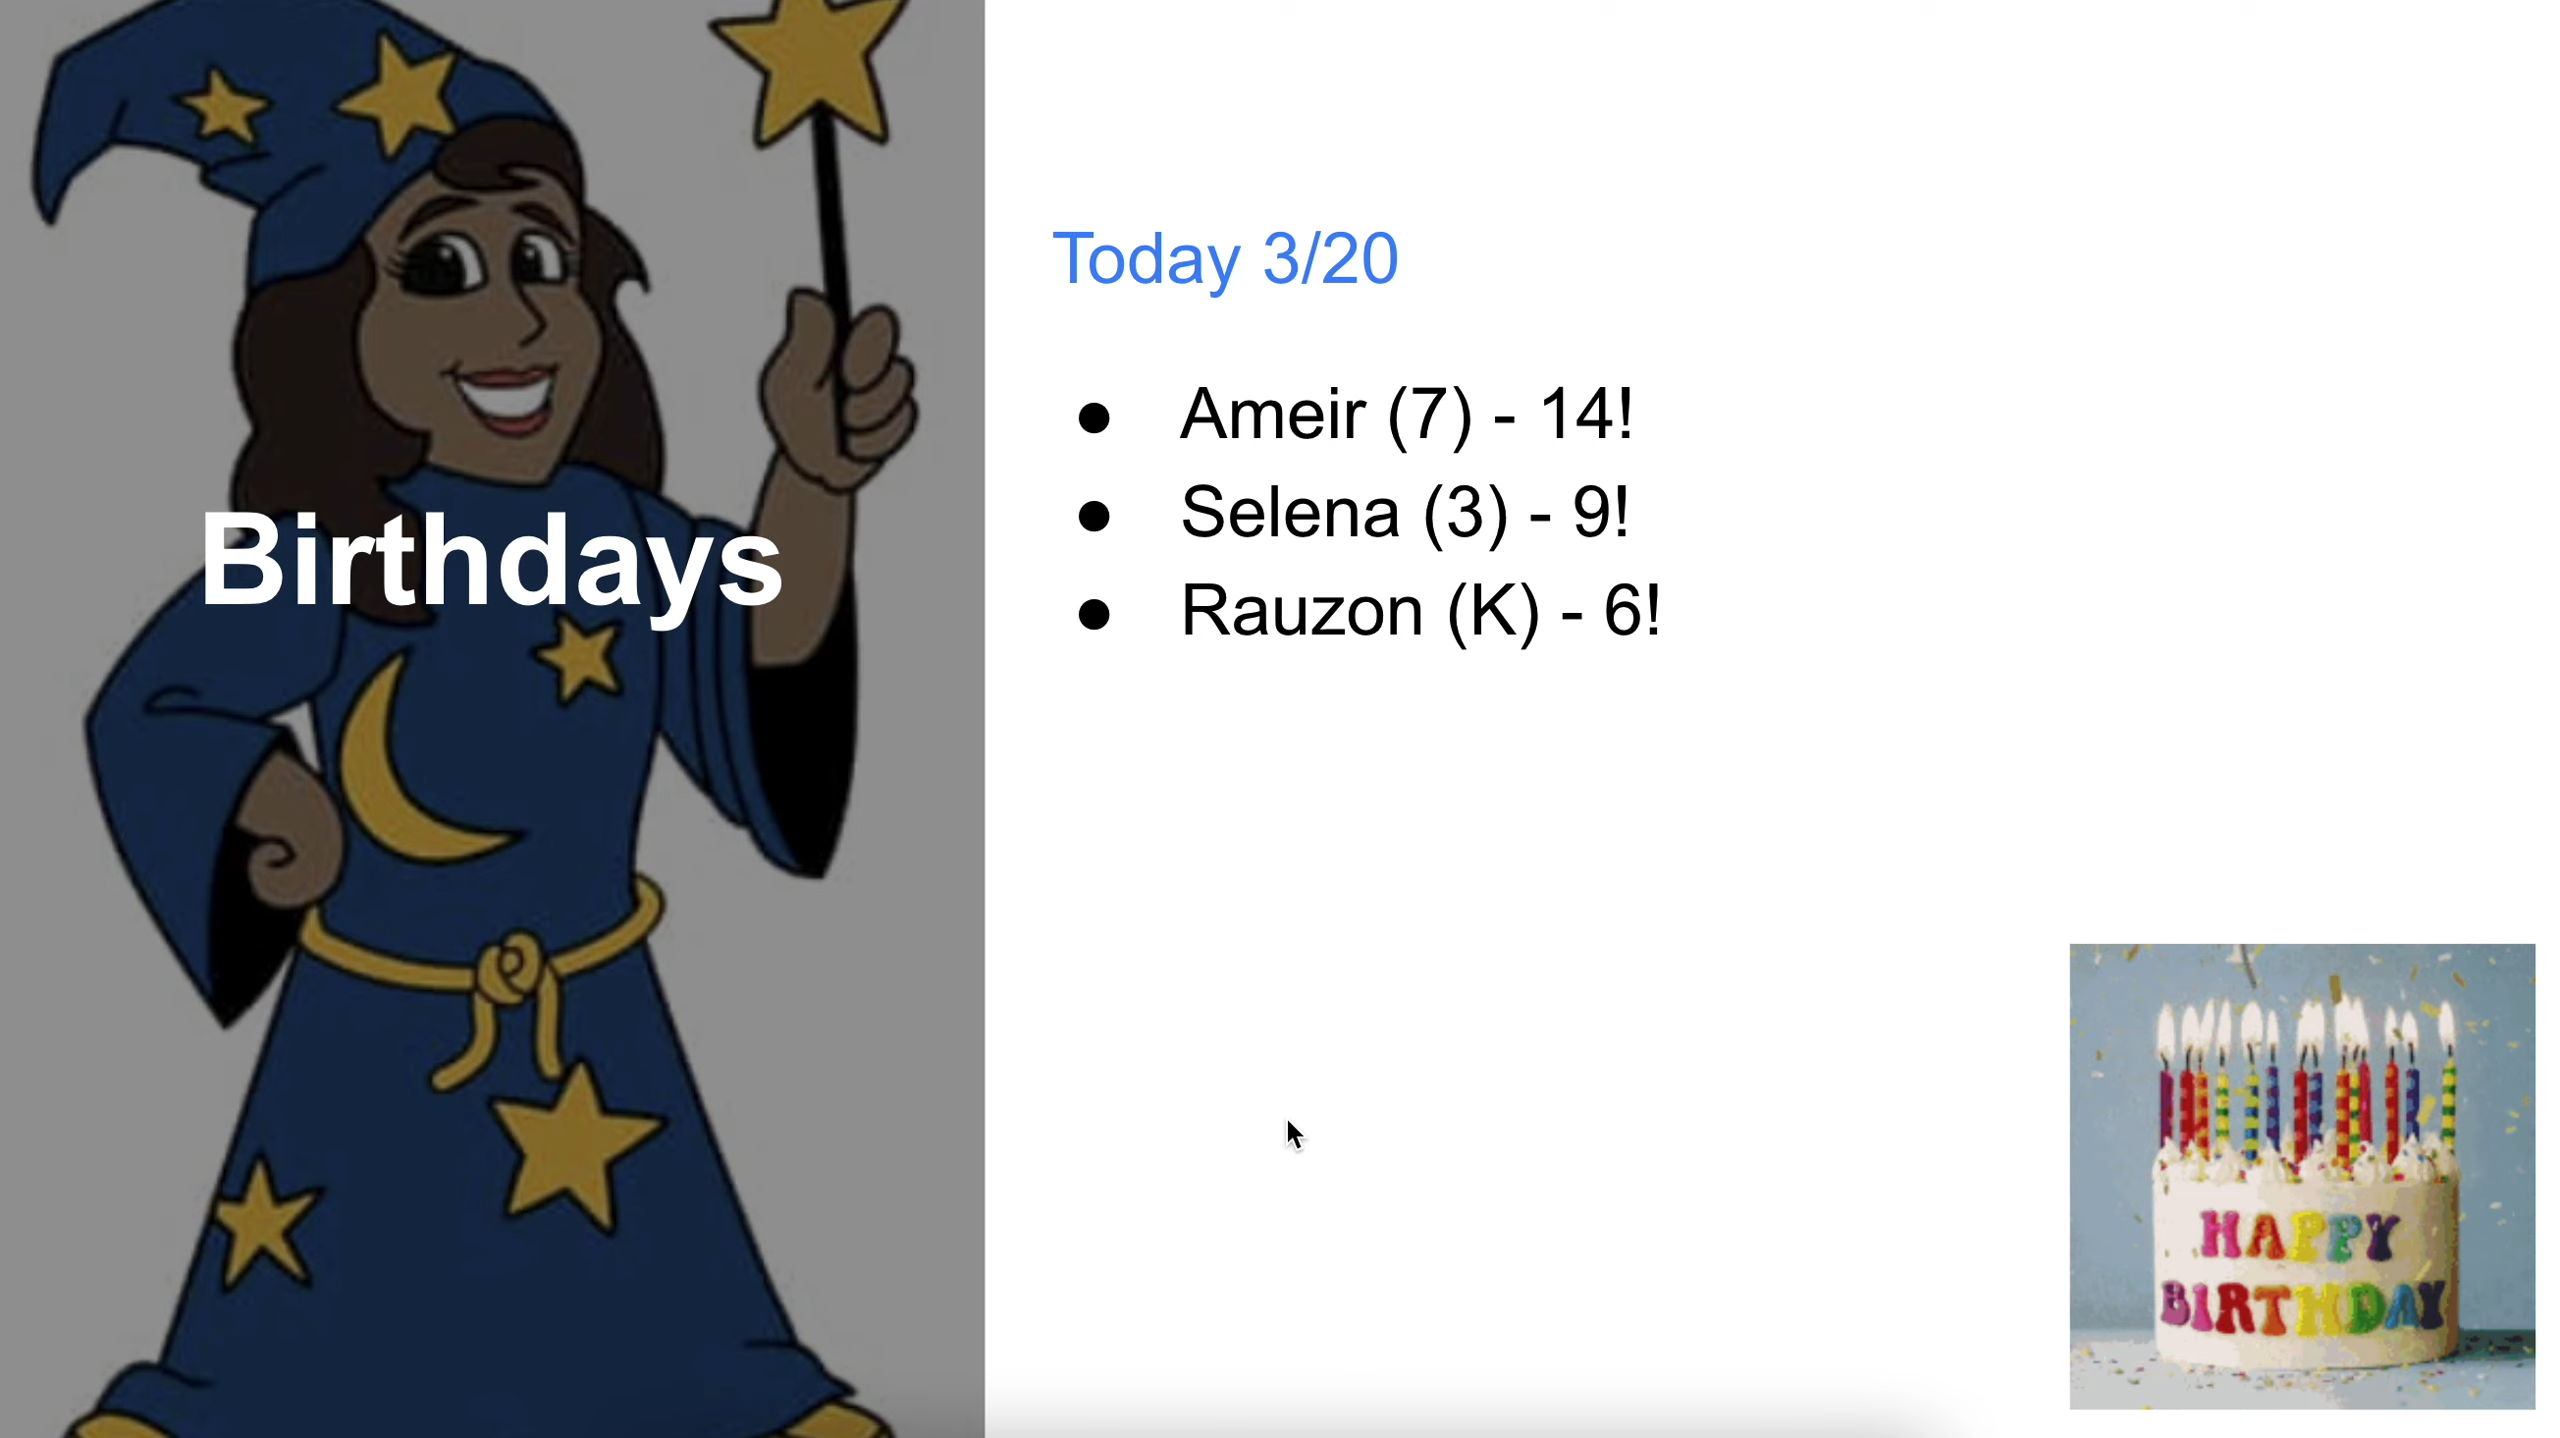 Birthdays
Today 3/20
● Ameir (7) - 14!
● Selena (3) - 9!
● Rauzon (K) - 6!
HAPPY
BIRTHDAY